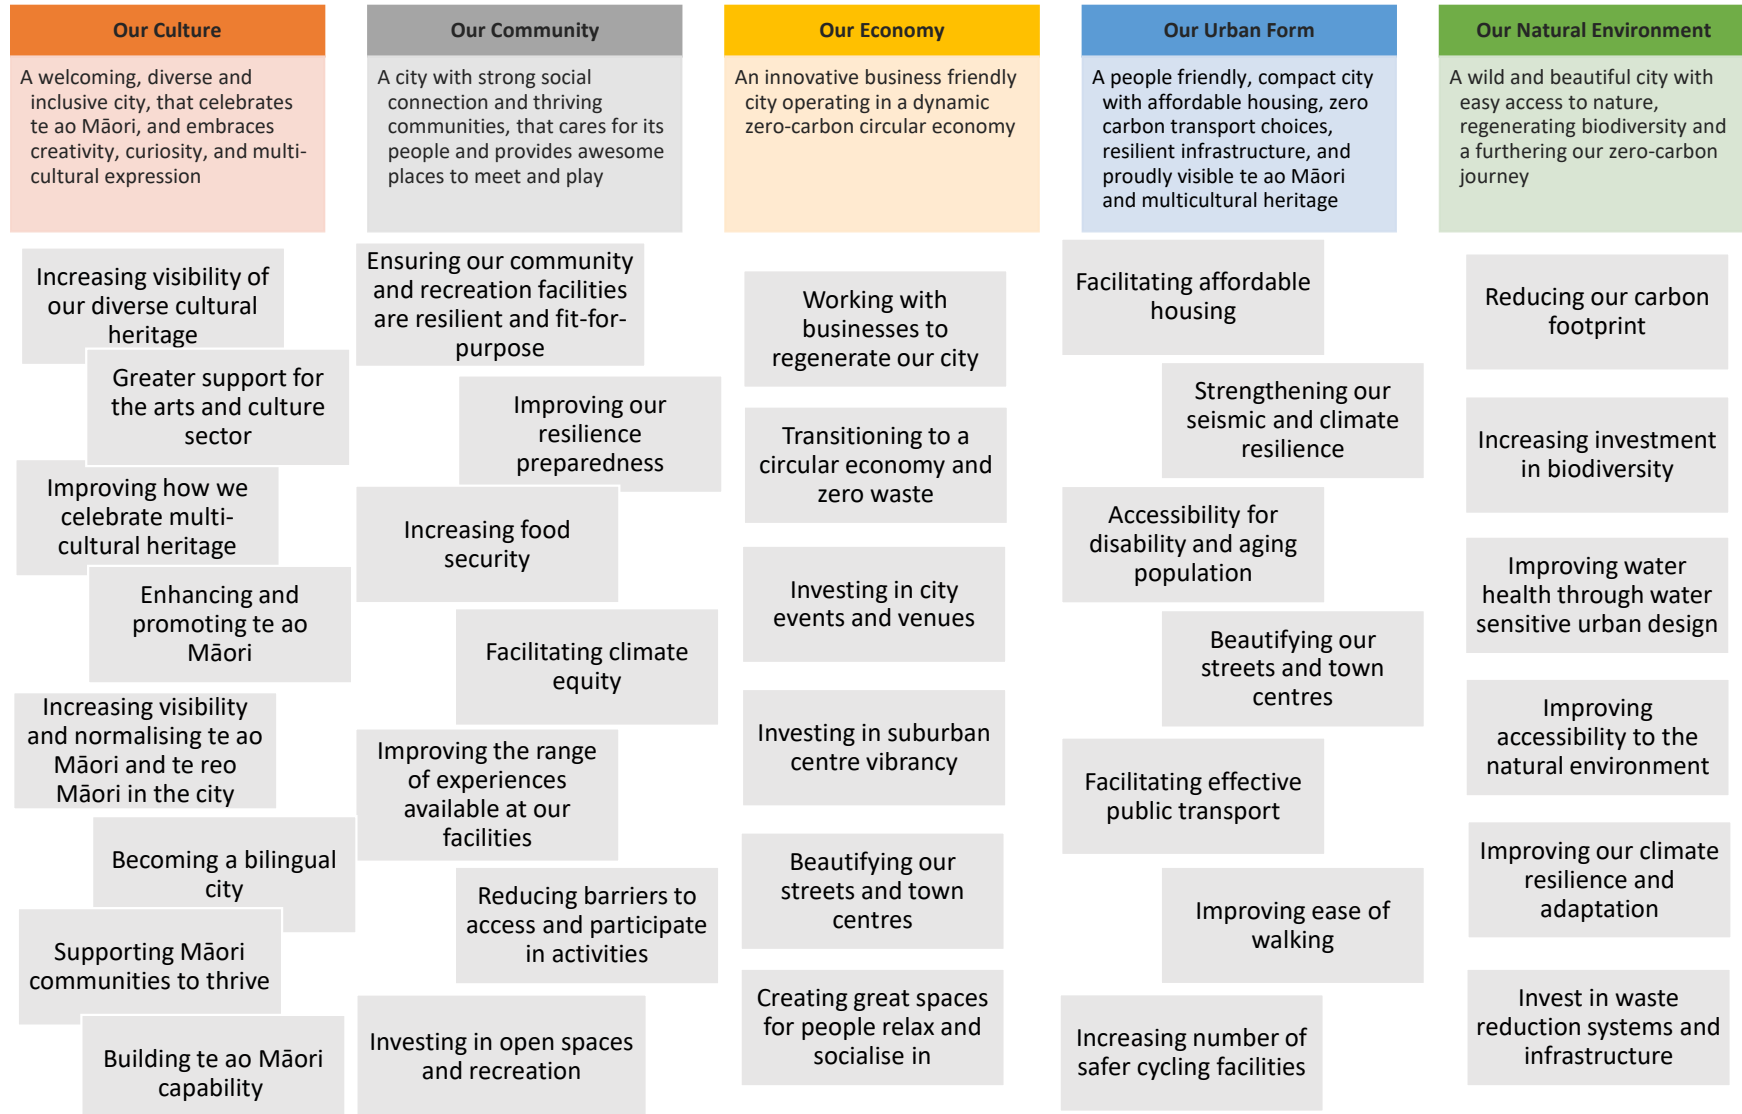 Our Culture
A welcoming, diverse and
inclusive city, that celebrates
te ao Māori, and embraces
creativity, curiosity, and multi-
cultural expression
Increasing visibility of
our diverse cultural
heritage
Greater support for
the arts and culture
sector
Improving how we
celebrate multi-
cultural heritage
Enhancing and
promoting te ao
Māori
Increasing visibility
and normalising te ao
Māori and te reo
Māori in the city
Becoming a bilingual
city
Supporting Māori
communities to thrive
Building te ao Māori
capability
Our Community
A city with strong social
connection and thriving
communities, that cares for its
people and provides awesome
places to meet and play
Ensuring our community
and recreation facilities
are resilient and fit-for-
purpose
Improving our
resilience
preparedness
Increasing food
security
Facilitating climate
equity
Improving the range
of experiences
available at our
facilities
Reducing barriers to
access and participate
in activities
Investing in open spaces
and recreation
Our Economy
An innovative business friendly
city operating in a dynamic
zero-carbon circular economy
Working with
businesses to
regenerate our city
Transitioning to a
circular economy and
zero waste
Investing in city
events and venues
Investing in suburban
centre vibrancy
Beautifying our
streets and town
centres
Creating great spaces
for people relax and
socialise in
Our Urban Form
A people friendly, compact city
with affordable housing, zero
carbon transport choices,
resilient infrastructure, and
proudly visible te ao Māori
and multicultural heritage
Facilitating affordable
housing
Strengthening our
seismic and climate
resilience
Accessibility for
disability and aging
population
Beautifying our
streets and town
centres
Facilitating effective
public transport
Improving ease of
walking
Increasing number of
safer cycling facilities
Our Natural Environment
A wild and beautiful city with
easy access to nature,
regenerating biodiversity and
a furthering our zero-carbon
journey
Reducing our carbon
footprint
Increasing investment
in biodiversity
Improving water
health through water
sensitive urban design
Improving
accessibility to the
natural environment
Improving our climate
resilience and
adaptation
Invest in waste
reduction systems and
infrastructure